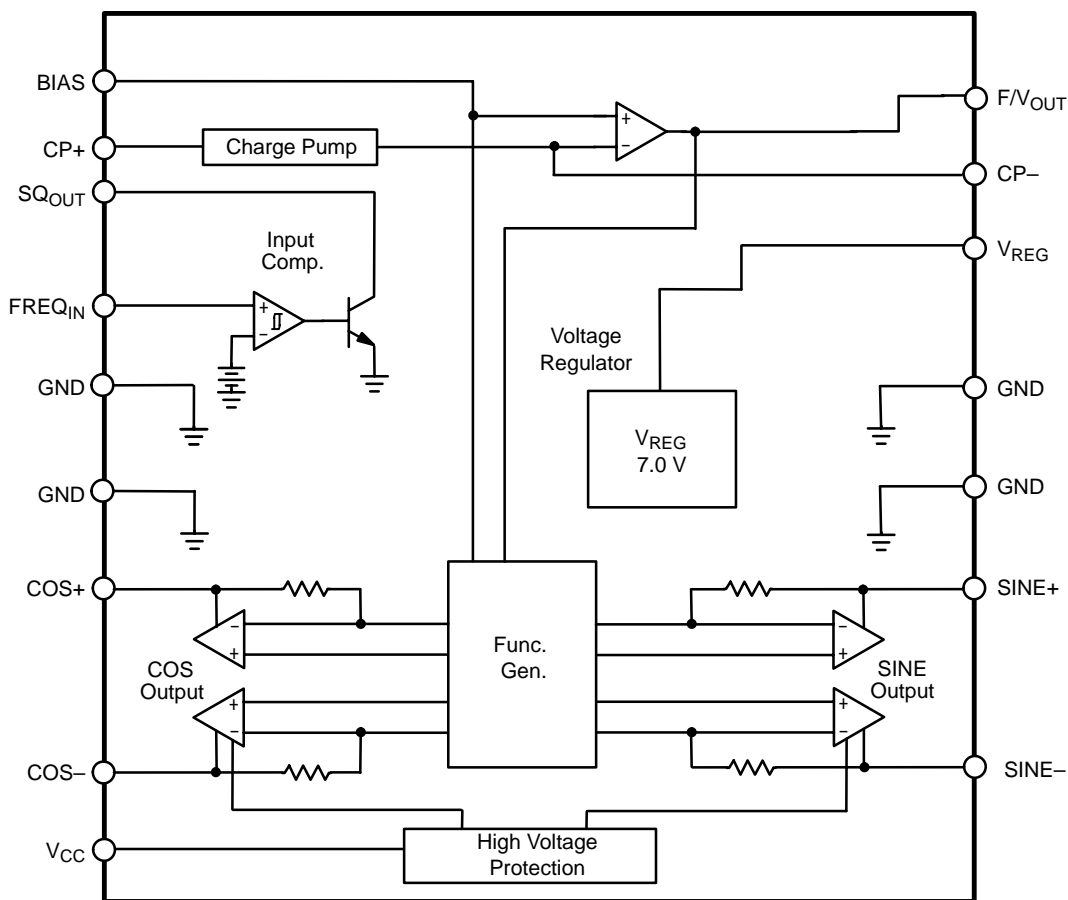 BIAS
F/VOUT
CP+
Charge Pump
+
−
CP−
SQOUT
Input
Comp.
VREG
FREQIN
+
−
Voltage
Regulator
GND
GND
VREG
7.0 V
GND
GND
COS+
SINE+
−
+
−
+
Func.
Gen.
COS
Output
SINE
Output
+
−
+
−
COS−
SINE−
High Voltage
Protection
VCC